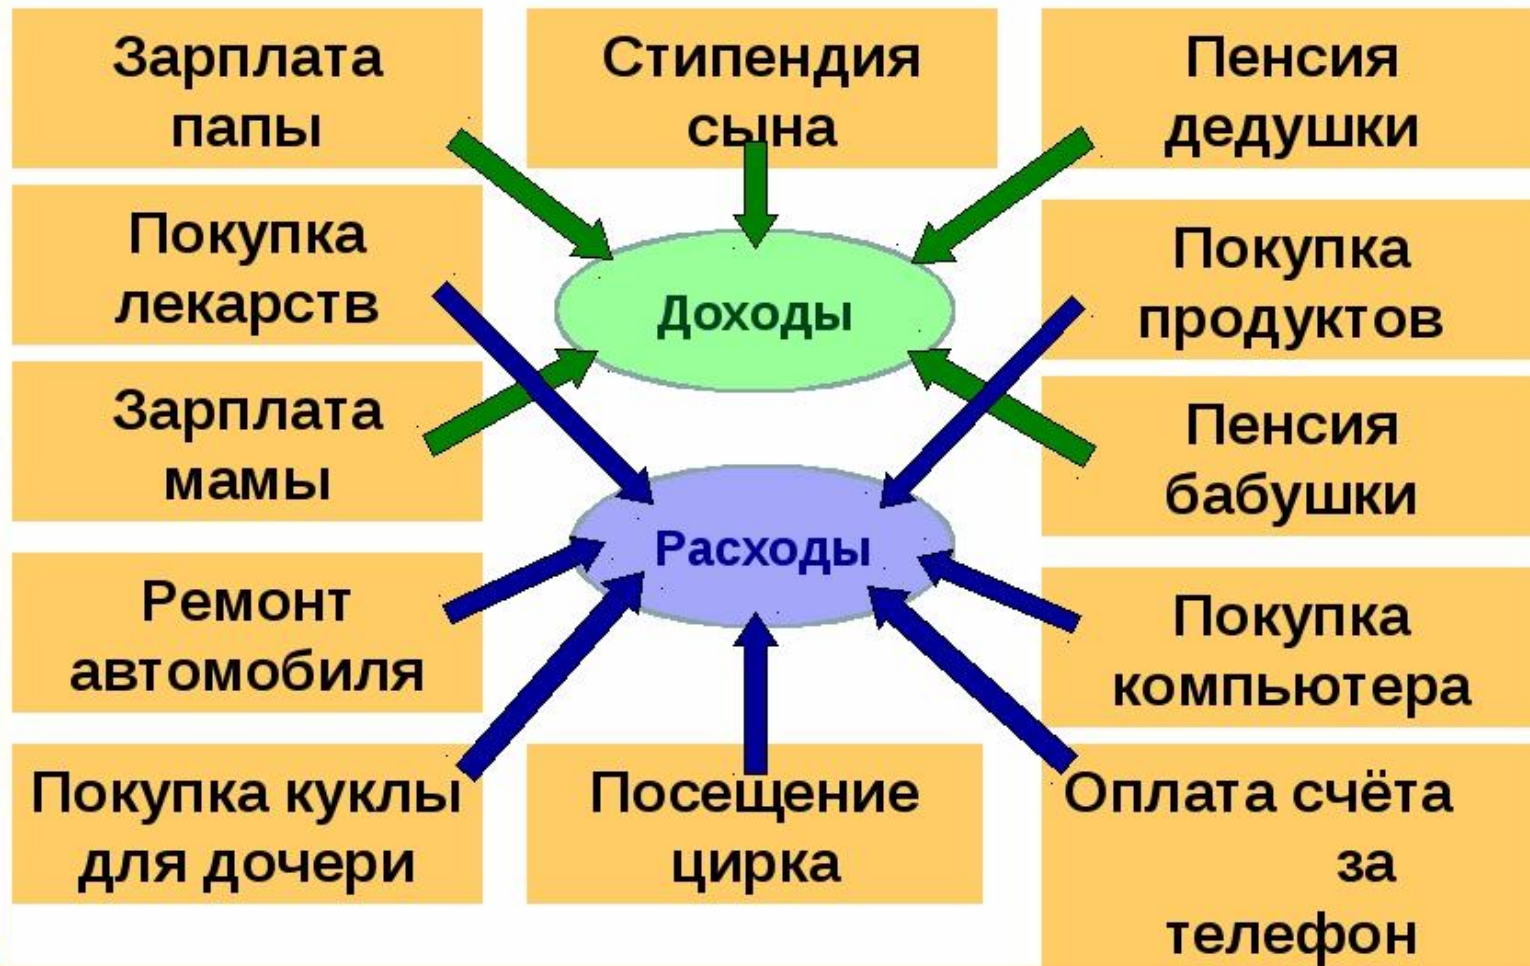 Зарплата
папы
Стипендия
сына
Пенсия
дедушки
Покупка
лекарств
Доходы
Покупка
продуктов
Зарплата
мамы
Пенсия
бабушки
Расходы
Ремонт
автомобиля
Покупка
компьютера
Покупка куклы
для дочери
Посещение
цирка
Оплата счёта
за
телефон